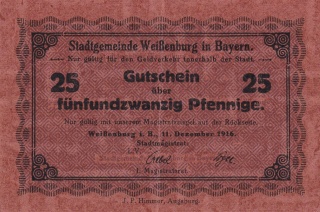 Stadtgemeinde Weißenburg in Bayern.
Nur gültig für den Geldverkehr innerhalb der Stadt.
25 Gutschein 25
über
fünfundzwanzig Pfennige.
Nur gültig mit unserem Magistratssiegel auf der Rückseite.
Weißenburg i. B., 11. Dezember 1916.
Stadtmagistrat:
I. Magistratsrat.
J. P. Himmer, Augsburg